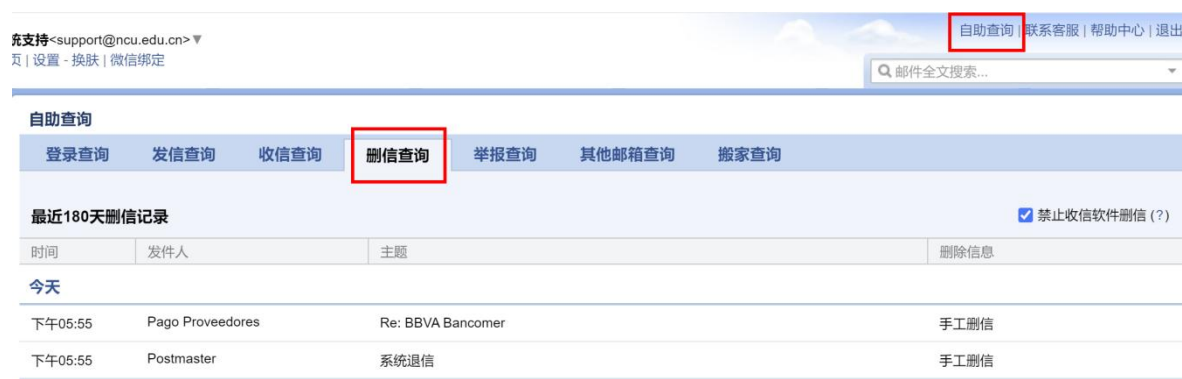 统支持<support@ncu.edu.cn>▼
自助查询 | 联系客服 | 帮助中心 | 退出
页 | 设置 - 换肤 | 微信绑定
邮件全文搜索...
自助查询
登录查询 发信查询 收信查询 删信查询 举报查询 其他邮箱查询 搬家查询
最近180天删信记录 禁止收信软件删信 (?)
时间 发件人 主题 删除信息
今天
下午05:55 Pago Proveedores Re: BBVA Bancomer 手工删信
下午05:55 Postmaster 系统退信 手工删信